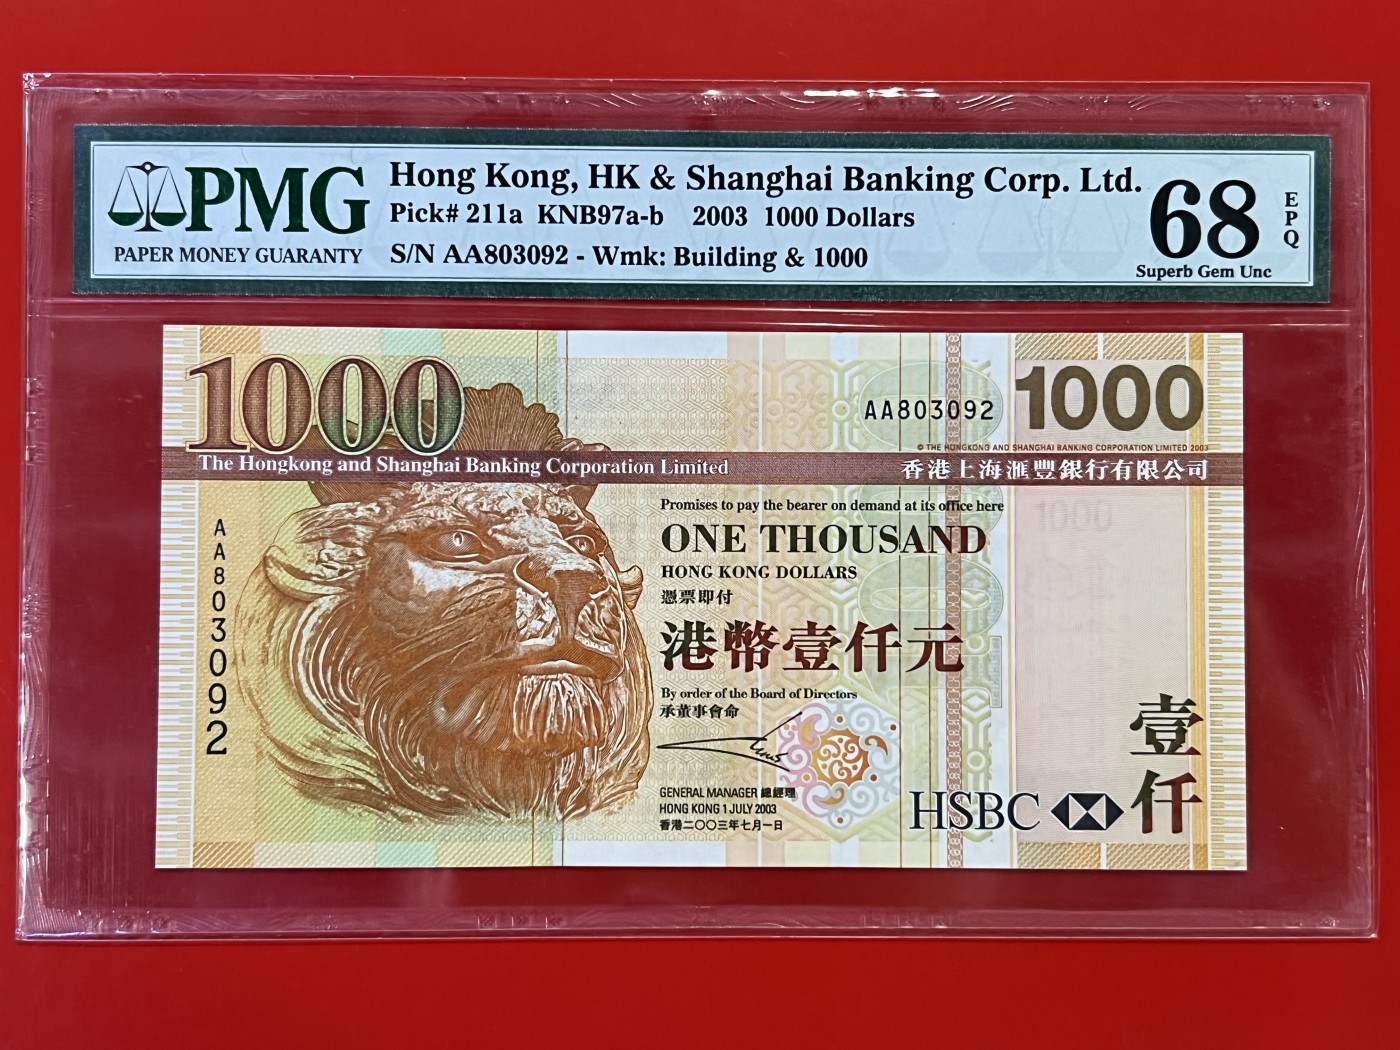 PMG
PAPER MONEY GUARANTY
Hong Kong, HK & Shanghai Banking Corp. Ltd.
Pick# 211a KNB97a-b 2003 1000 Dollars
S/N AA803092 - Wmk: Building & 1000
68
EPQ
Superb Gem Unc
1000
AA803092
1000
© THE HONGKONG AND SHANGHAI BANKING CORPORATION LIMITED 2003
The Hongkong and Shanghai Banking Corporation Limited
香港上海滙豐銀行有限公司
AA803092
Promises to pay the bearer on demand at its office here
ONE THOUSAND
HONG KONG DOLLARS
憑票即付
港幣壹仟元
By order of the Board of Directors
承董事會命
GENERAL MANAGER 總經理
HONG KONG 1 JULY 2003
香港二〇〇三年七月一日
1000
HSBC
壹仟